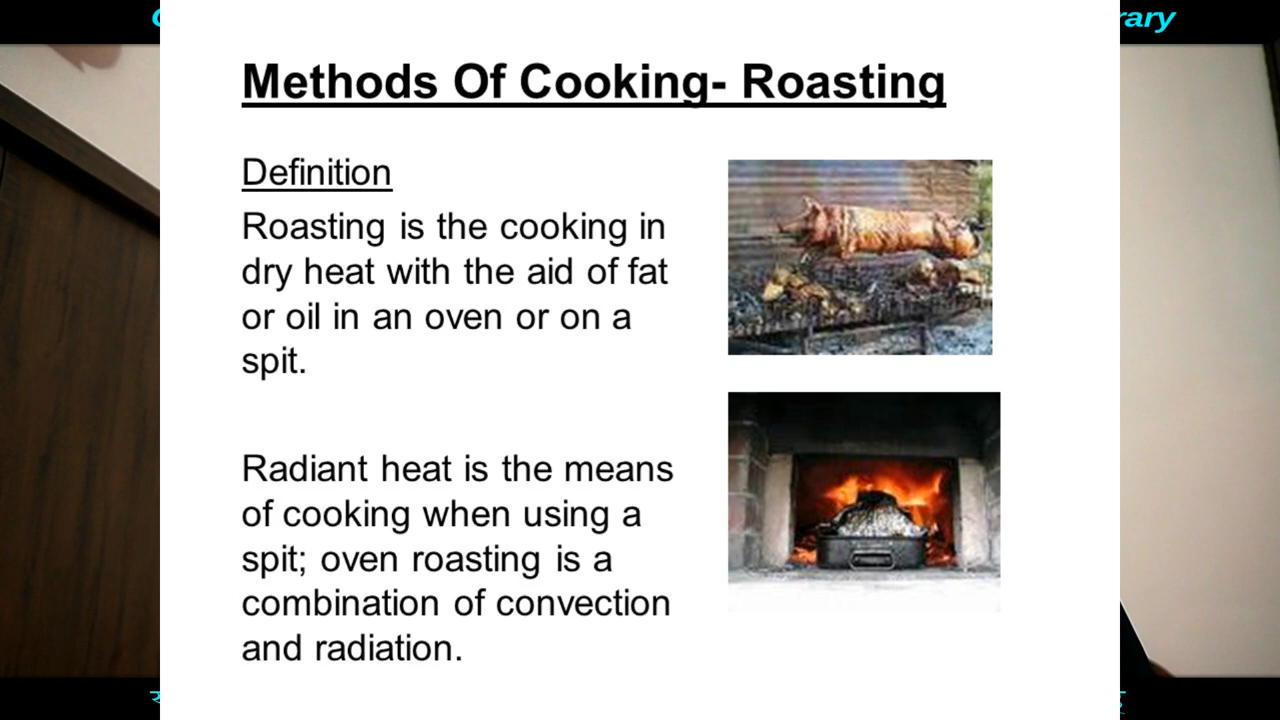 rary
Methods Of Cooking- Roasting
Definition
Roasting is the cooking in
dry heat with the aid of fat
or oil in an oven or on a
spit.
Radiant heat is the means
of cooking when using a
spit; oven roasting is a
combination of convection
and radiation.